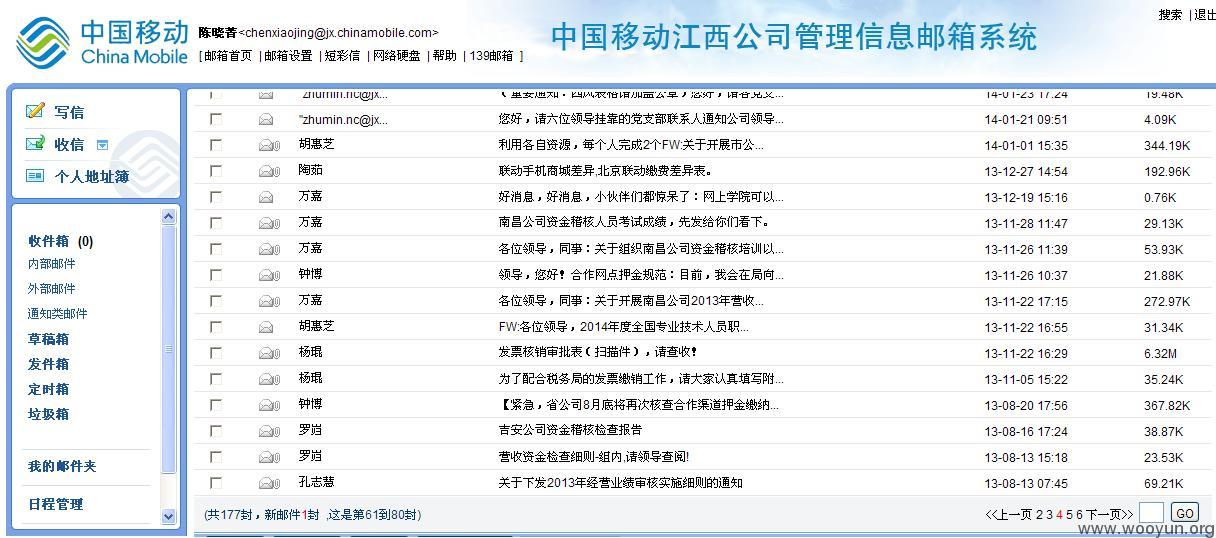 搜索 |退出
中国移动
China Mobile
陈晓菁<chenxiaojing@jx.chinamobile.com>
[邮箱首页 |邮箱设置 |短彩信 |网络硬盘 |帮助 |139邮箱 ]
中国移动江西公司管理信息邮箱系统
写信
收信
个人地址簿
收件箱 (0)
内部邮件
外部邮件
通知类邮件
草稿箱
发件箱
定时箱
垃圾箱
我的邮件夹
日程管理
"zhumin.nc@jx... 14-01-23 17:24 19.48K
"zhumin.nc@jx... 您好，请六位领导挂靠的党支部联系人通知公司领导... 14-01-21 09:51 4.09K
胡惠芝 利用各自资源，每个人完成2个FW:关于开展市公... 14-01-01 15:35 344.19K
陶茹 联动手机商城差异,北京联动缴费差异表。 13-12-27 14:54 192.96K
万嘉 好消息，好消息，小伙伴们都惊呆了：网上学院可以... 13-12-19 15:16 0.76K
万嘉 南昌公司资金稽核人员考试成绩，先发给你们看下。 13-11-28 11:47 29.13K
万嘉 各位领导，同事：关于组织南昌公司资金稽核培训以... 13-11-26 11:39 53.93K
钟博 领导，您好！合作网点押金规范：目前，我会在局向... 13-11-26 10:37 21.88K
万嘉 各位领导，同事：关于开展南昌公司2013年营收... 13-11-22 17:15 272.97K
胡惠芝 FW:各位领导，2014年度全国专业技术人员职... 13-11-22 16:55 31.34K
杨琨 发票核销审批表（扫描件），请查收！ 13-11-22 16:29 6.32M
杨琨 为了配合税务局的发票缴销工作，请大家认真填写附... 13-11-05 15:22 35.24K
钟博 【紧急，省公司8月底将再次核查合作渠道押金缴纳... 13-08-20 17:56 367.82K
罗岿 吉安公司资金稽核检查报告 13-08-16 17:24 38.87K
罗岿 营收资金检查细则-组内,请领导查阅! 13-08-13 15:18 23.53K
孔志慧 关于下发2013年经营业绩审核实施细则的通知 13-08-13 07:45 69.21K
(共177封，新邮件1封 ,这是第61到80封) <<上一页 2 3 4 5 6 下一页>> GO
www.wooyun.org